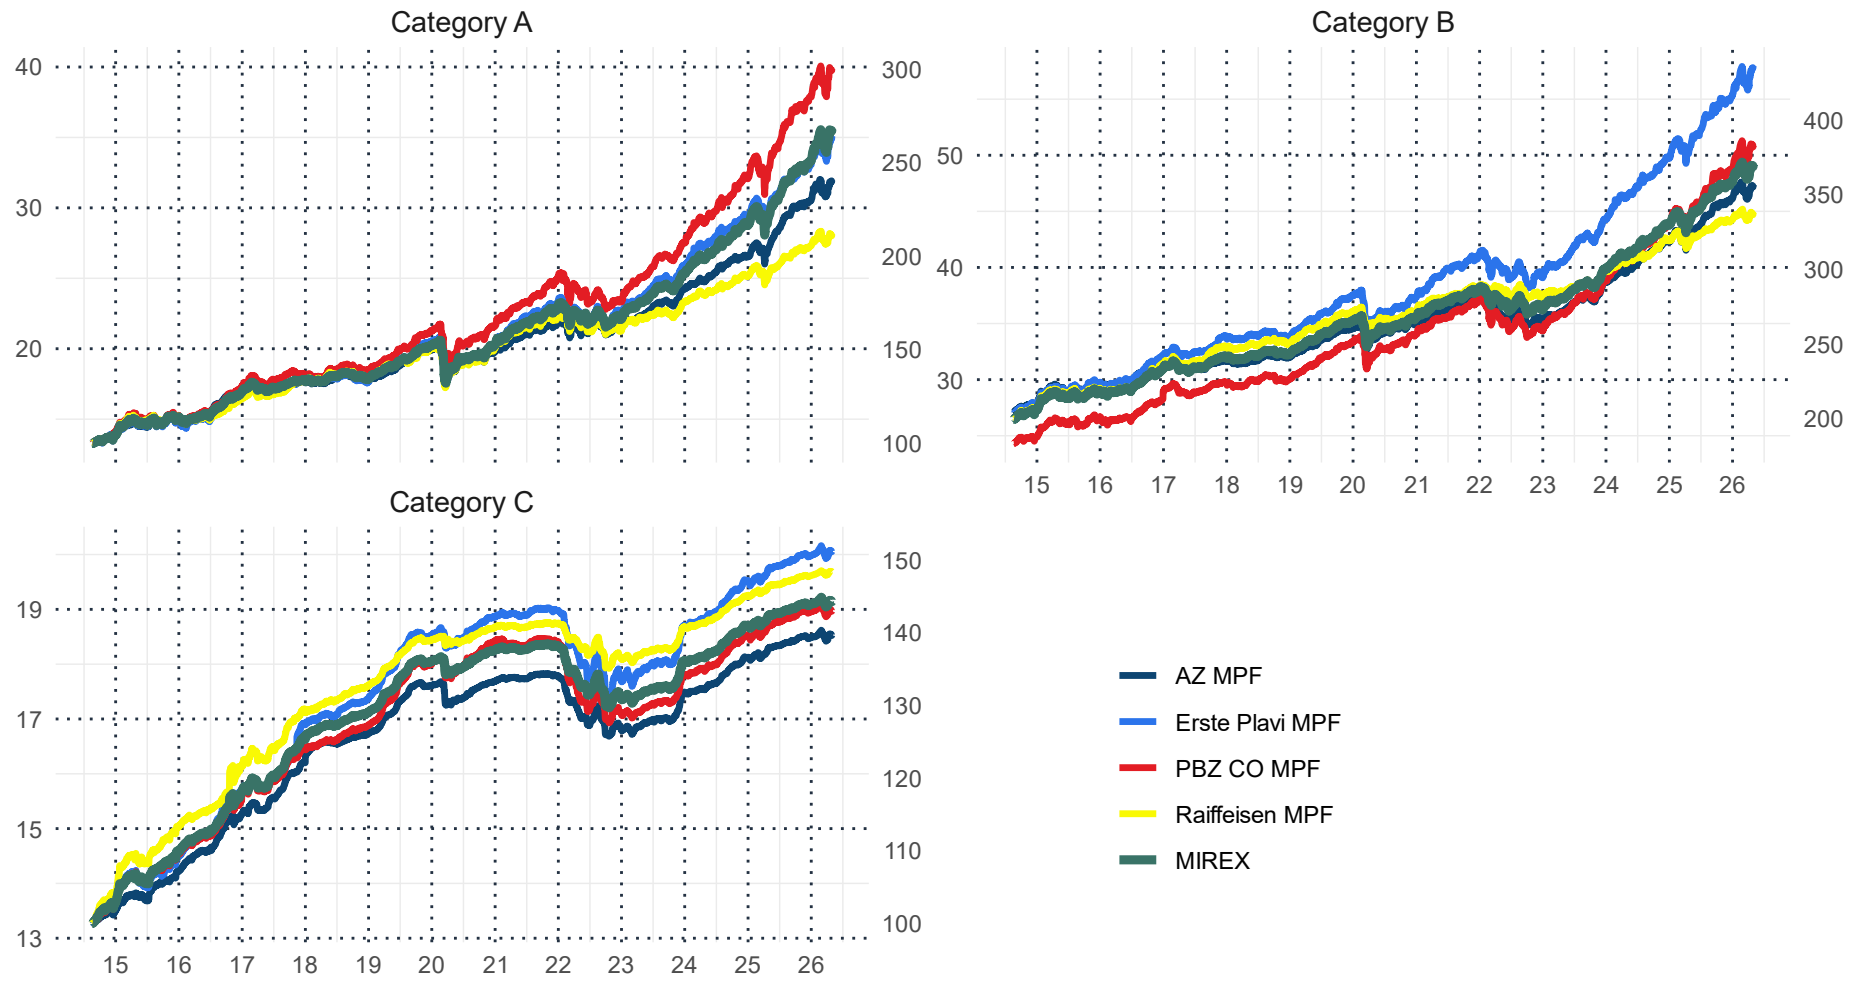 Category A
Category B
40
30
20
300
250
200
150
100
50
40
30
400
350
300
250
200
15 16 17 18 19 20 21 22 23 24 25 26
Category C
19
17
15
13
150
140
130
120
110
100
15 16 17 18 19 20 21 22 23 24 25 26
AZ MPF
Erste Plavi MPF
PBZ CO MPF
Raiffeisen MPF
MIREX